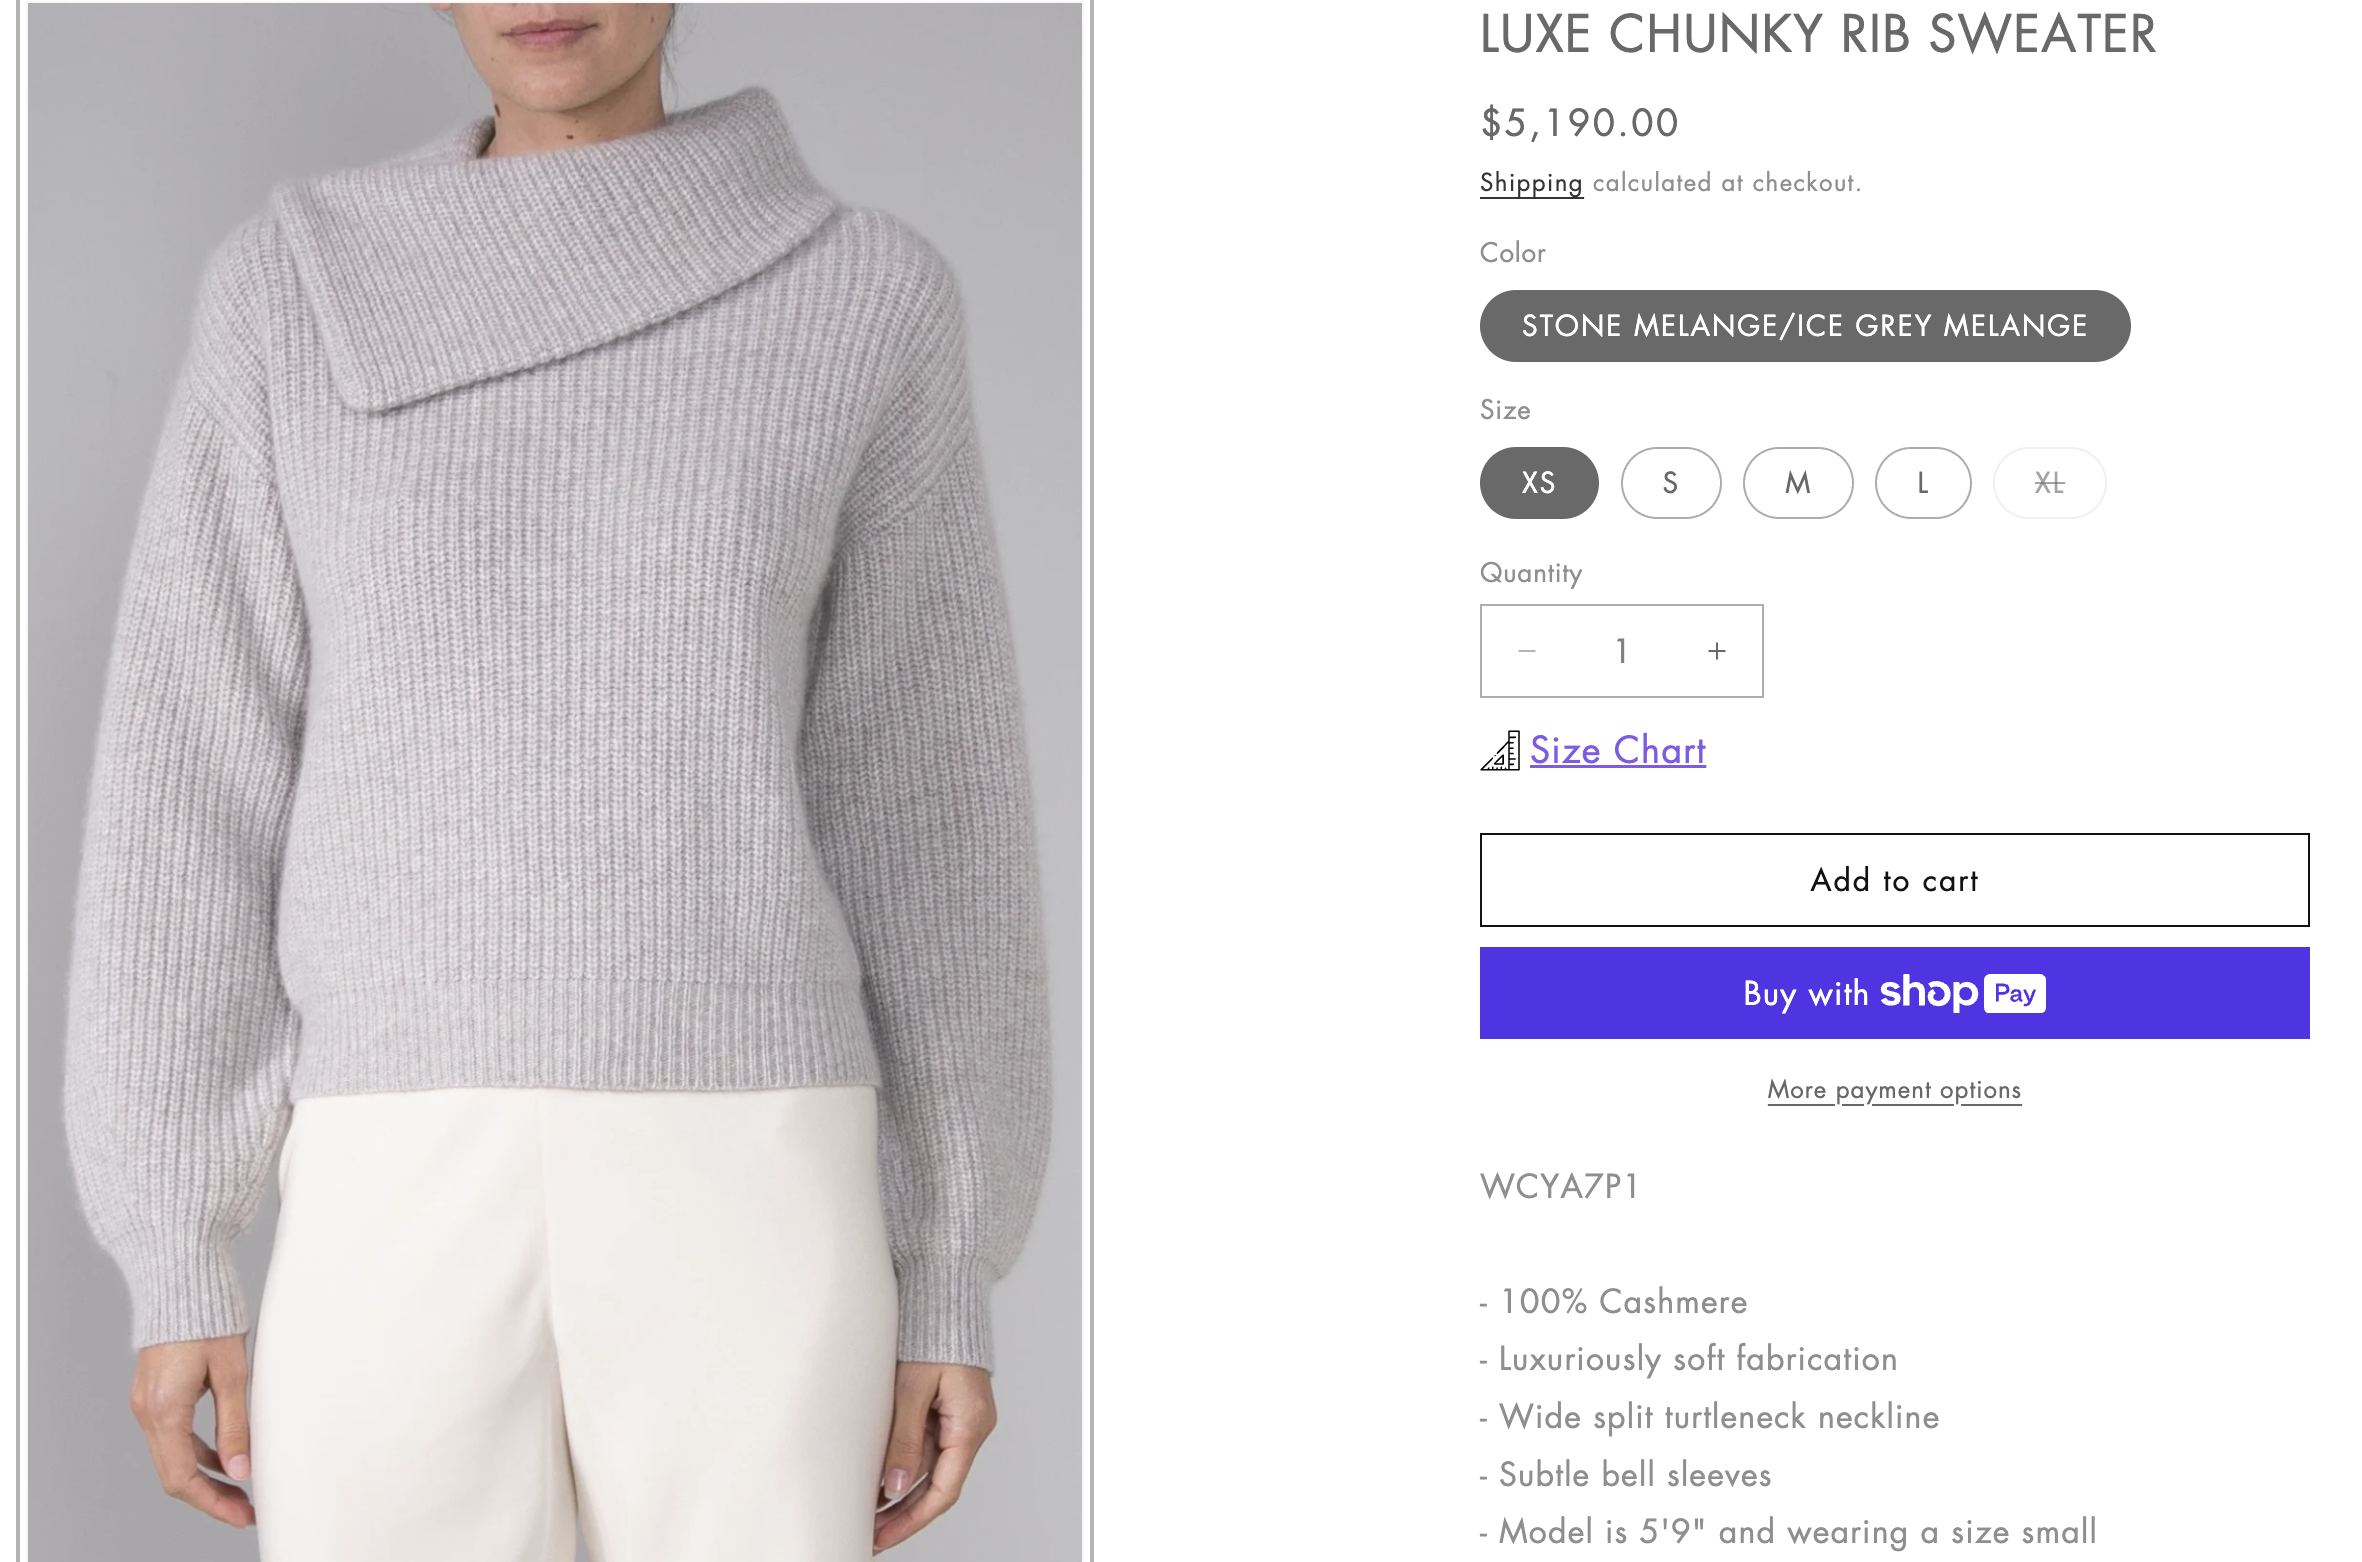 LUXE CHUNKY RIB SWEATER
$5,190.00
Shipping calculated at checkout.
Color
STONE MELANGE/ICE GREY MELANGE
Size
XS S M L XL
Quantity
− 1 +
Size Chart
Add to cart
Buy with shop Pay
More payment options
WCYA7P1
- 100% Cashmere
- Luxuriously soft fabrication
- Wide split turtleneck neckline
- Subtle bell sleeves
- Model is 5'9" and wearing a size small